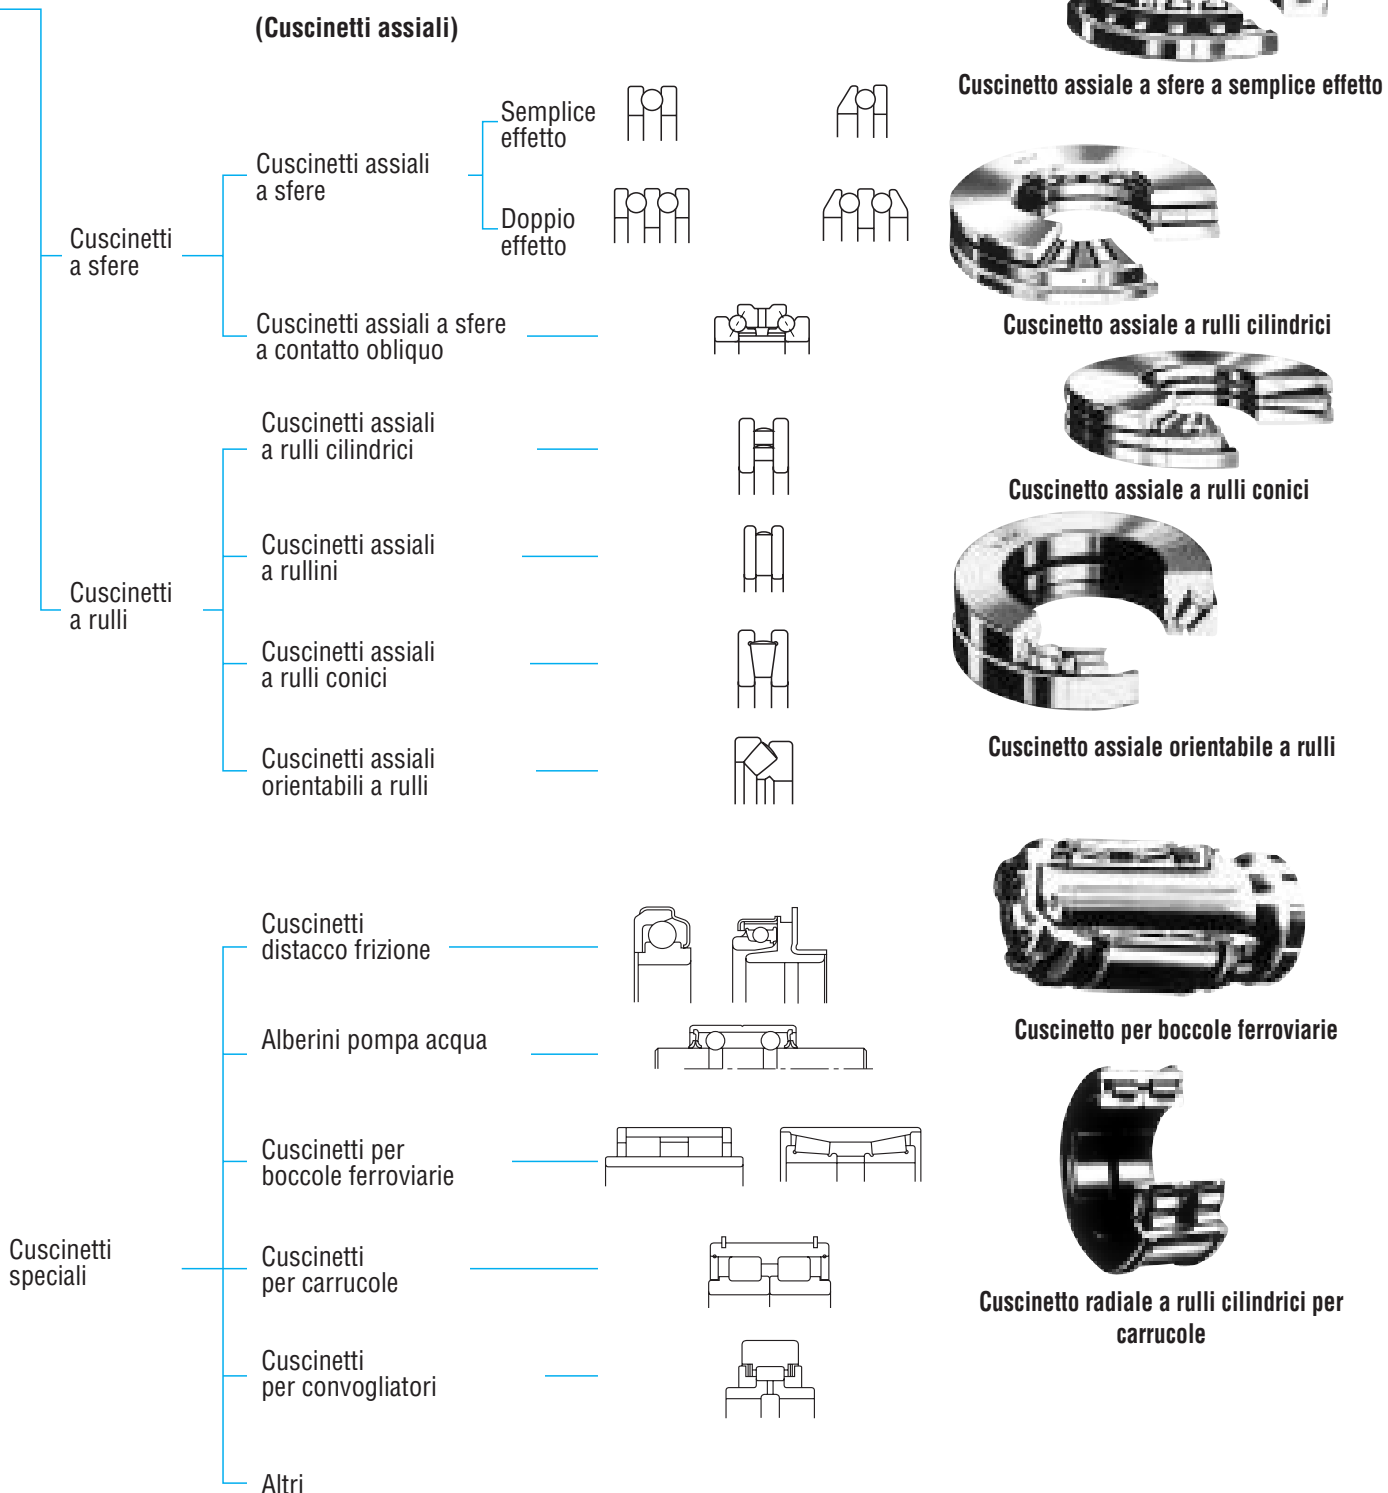 (Cuscinetti assiali)
Cuscinetto assiale a sfere a semplice effetto
Semplice
effetto
Cuscinetti assiali
a sfere
Doppio
effetto
Cuscinetti
a sfere
Cuscinetti assiali a sfere
a contatto obliquo
Cuscinetto assiale a rulli cilindrici
Cuscinetti assiali
a rulli cilindrici
Cuscinetto assiale a rulli conici
Cuscinetti assiali
a rullini
Cuscinetti
a rulli
Cuscinetti assiali
a rulli conici
Cuscinetti assiali
orientabili a rulli
Cuscinetto assiale orientabile a rulli
Cuscinetti
distacco frizione
Alberini pompa acqua
Cuscinetto per boccole ferroviarie
Cuscinetti per
boccole ferroviarie
Cuscinetti
speciali
Cuscinetti
per carrucole
Cuscinetto radiale a rulli cilindrici per
carrucole
Cuscinetti
per convogliatori
Altri